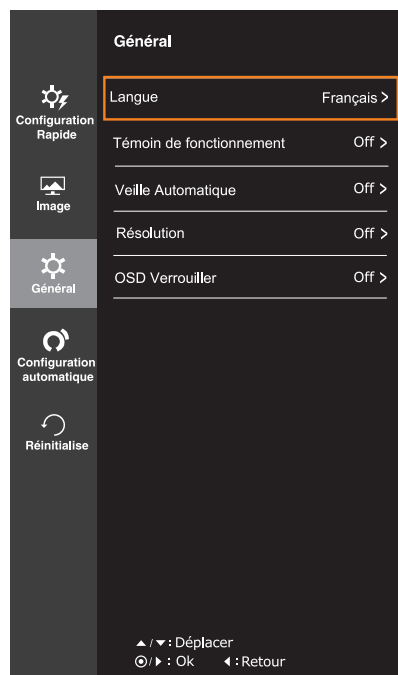 Général
Configuration
Rapide
Image
Général
Configuration
automatique
Réinitialise
Langue Français >
Témoin de fonctionnement Off >
Veille Automatique Off >
Résolution Off >
OSD Verrouiller Off >
▲/▼: Déplacer
◉/▶: Ok ◀: Retour